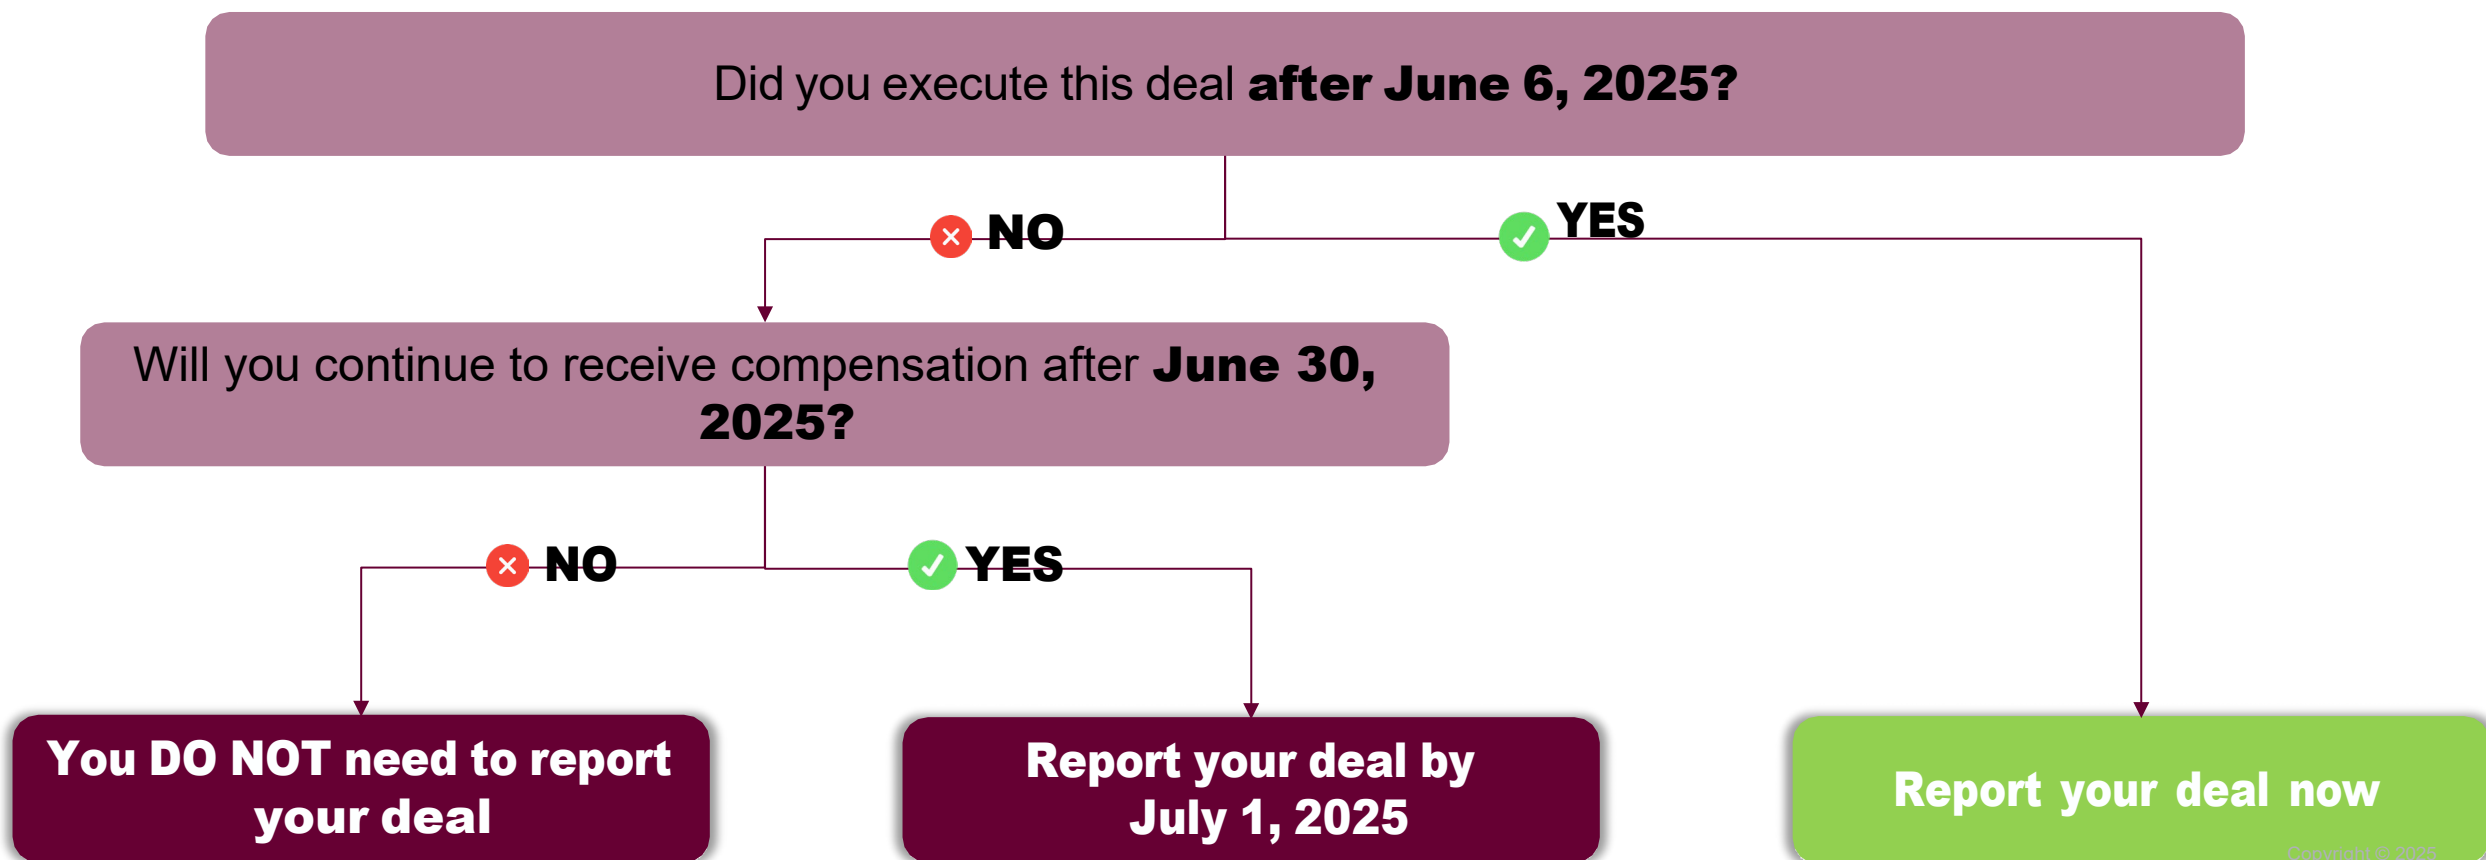 Did you execute this deal after June 6, 2025?
NO
YES
Will you continue to receive compensation after June 30,
2025?
NO
YES
You DO NOT need to report
your deal
Report your deal by
July 1, 2025
Report your deal now
Copyright © 2025